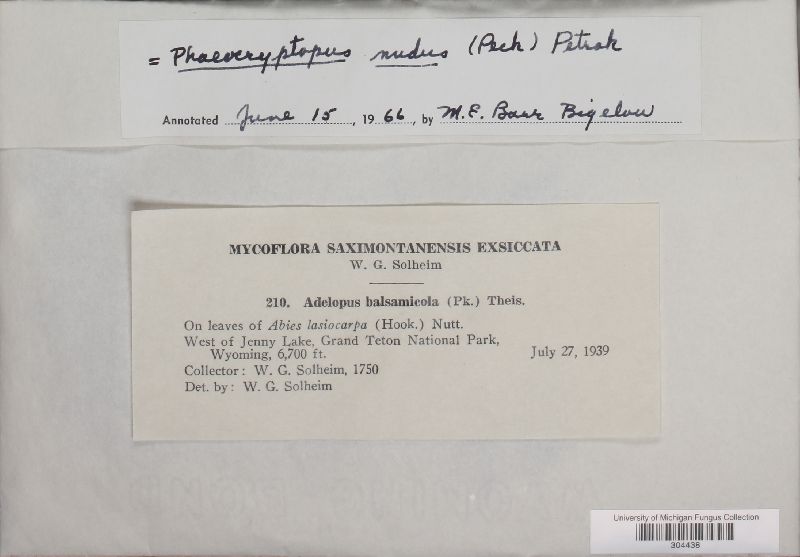 = Phaeocryptopus nudus (Peck) Petrak
Annotated June 15, 1966, by M.E. Barr Bigelow
MYCOFLORA SAXIMONTANENSIS EXSICCATA
W. G. Solheim
210. Adelopus balsamicola (Pk.) Theis.
On leaves of Abies lasiocarpa (Hook.) Nutt.
West of Jenny Lake, Grand Teton National Park,
Wyoming, 6,700 ft. July 27, 1939
Collector: W. G. Solheim, 1750
Det. by: W. G. Solheim
University of Michigan Fungus Collection
304436